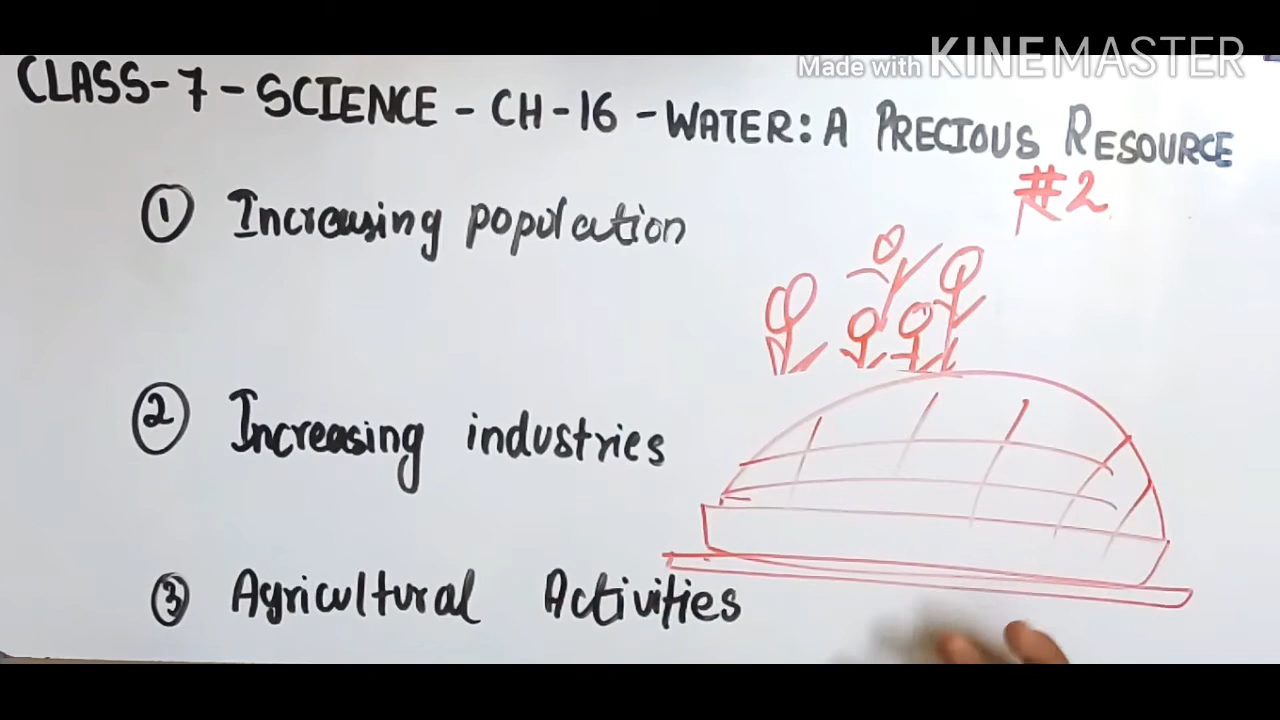 Made with KINEMASTER
CLASS-7-SCIENCE-CH-16-WATER: A PRECIOUS RESOURCE
#2
① Increasing population
② Increasing industries
③ Agricultural Activities